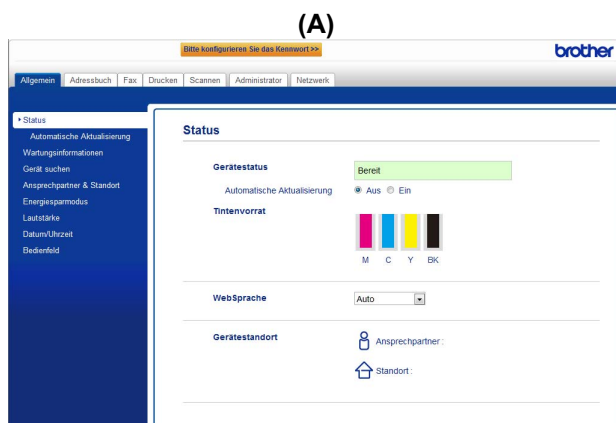 (A)
Bitte konfigurieren Sie das Kennwort >>
brother
Allgemein Adressbuch Fax Drucken Scannen Administrator Netzwerk
Status
Automatische Aktualisierung
Wartungsinformationen
Gerät suchen
Ansprechpartner & Standort
Energiesparmodus
Lautstärke
Datum/Uhrzeit
Bedienfeld
Status
Gerätestatus Bereit
Automatische Aktualisierung Aus Ein
Tintenvorrat
M C Y BK
WebSprache Auto
Gerätestandort Ansprechpartner :
Standort :